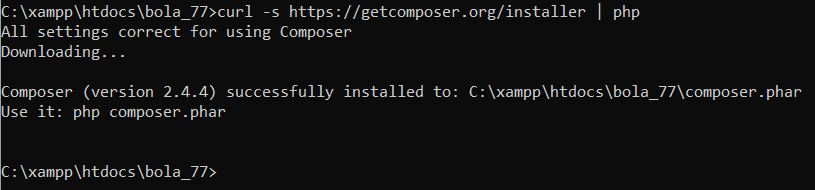 C:\xampp\htdocs\bola_77>curl -s https://getcomposer.org/installer | php
All settings correct for using Composer
Downloading...
Composer (version 2.4.4) successfully installed to: C:\xampp\htdocs\bola_77\composer.phar
Use it: php composer.phar
C:\xampp\htdocs\bola_77>